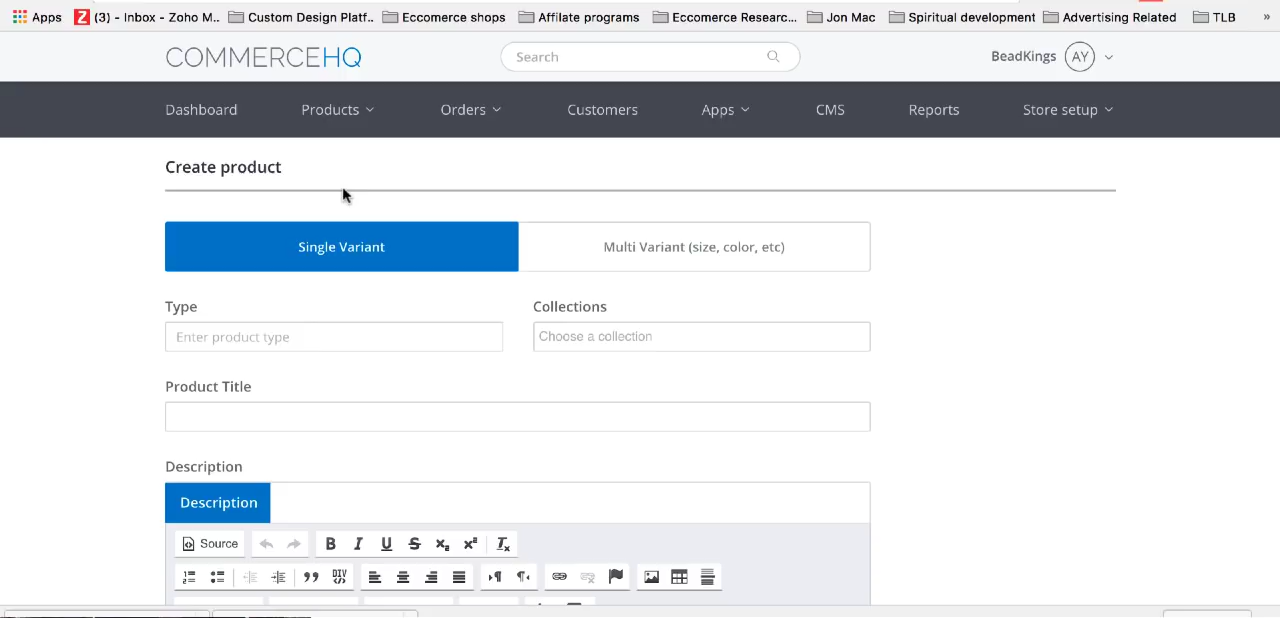 Apps (3) - Inbox - Zoho M.. Custom Design Platf.. Eccomerce shops Affilate programs Eccomerce Researc... Jon Mac Spiritual development Advertising Related TLB »
COMMERCEHQ Search BeadKings AY
Dashboard Products Orders Customers Apps CMS Reports Store setup
Create product
Single Variant Multi Variant (size, color, etc)
Type Collections
Enter product type Choose a collection
Product Title
Description
Description
Source